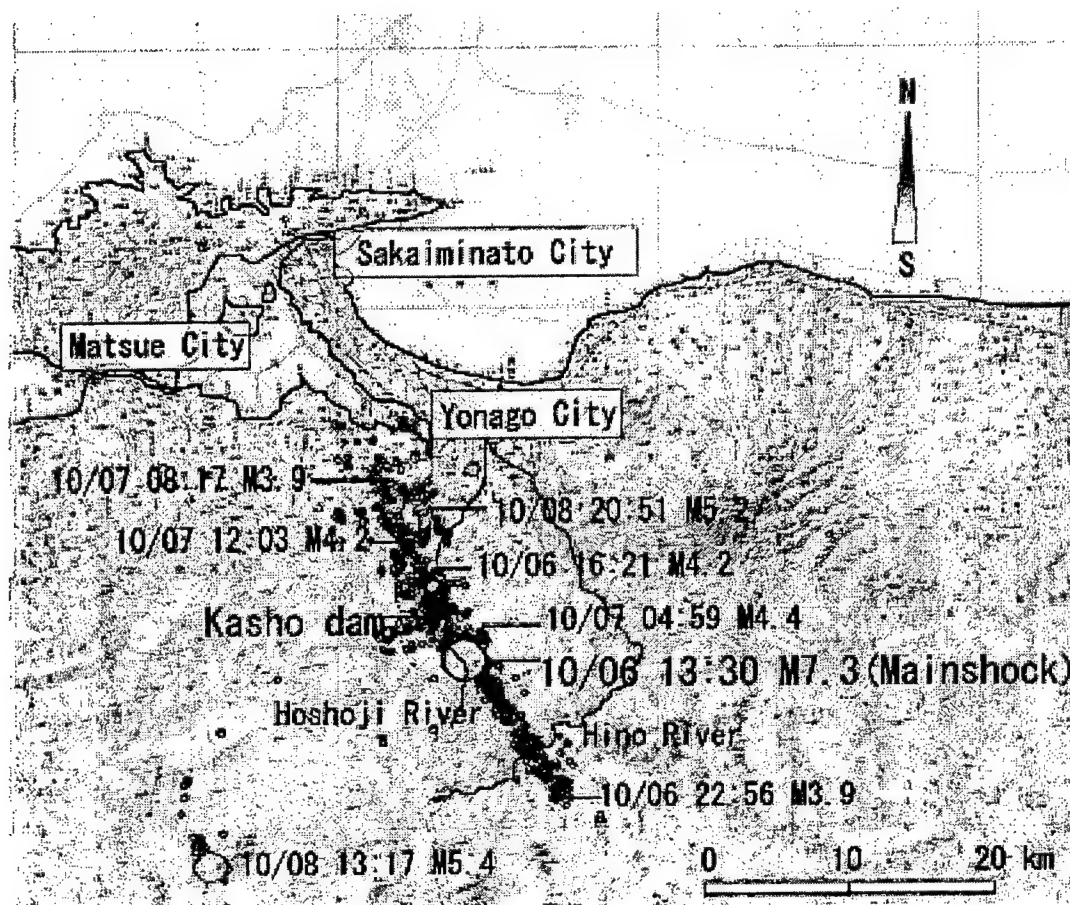 N
S
Sakaiminato City
Matsue City
Yonago City
10/07 08:17 M3.9
10/08 20:51 M5.2
10/07 12:03 M4.2
10/06 16:21 M4.2
Kasho dam
10/07 04:59 M4.4
10/06 13:30 M7.3(Mainshock)
Hoshoji River
Hino River
10/06 22:56 M3.9
10/08 13:17 M5.4
0 10 20 km